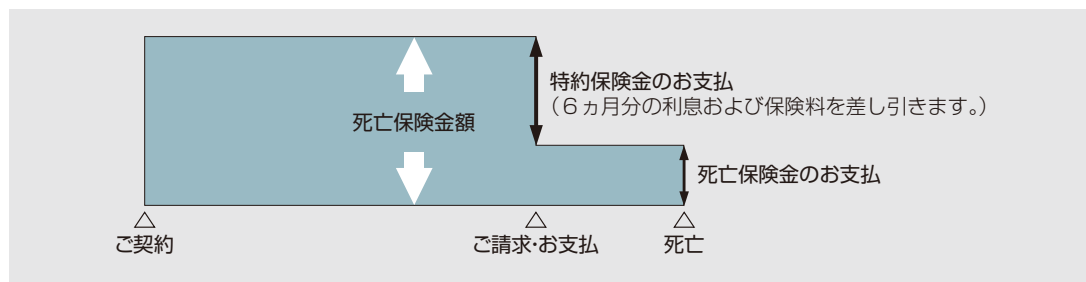 特約保険金のお支払
（６ヵ月分の利息および保険料を差し引きます。）
死亡保険金額
死亡保険金のお支払
△
△
△
ご契約
ご請求・お支払
死亡